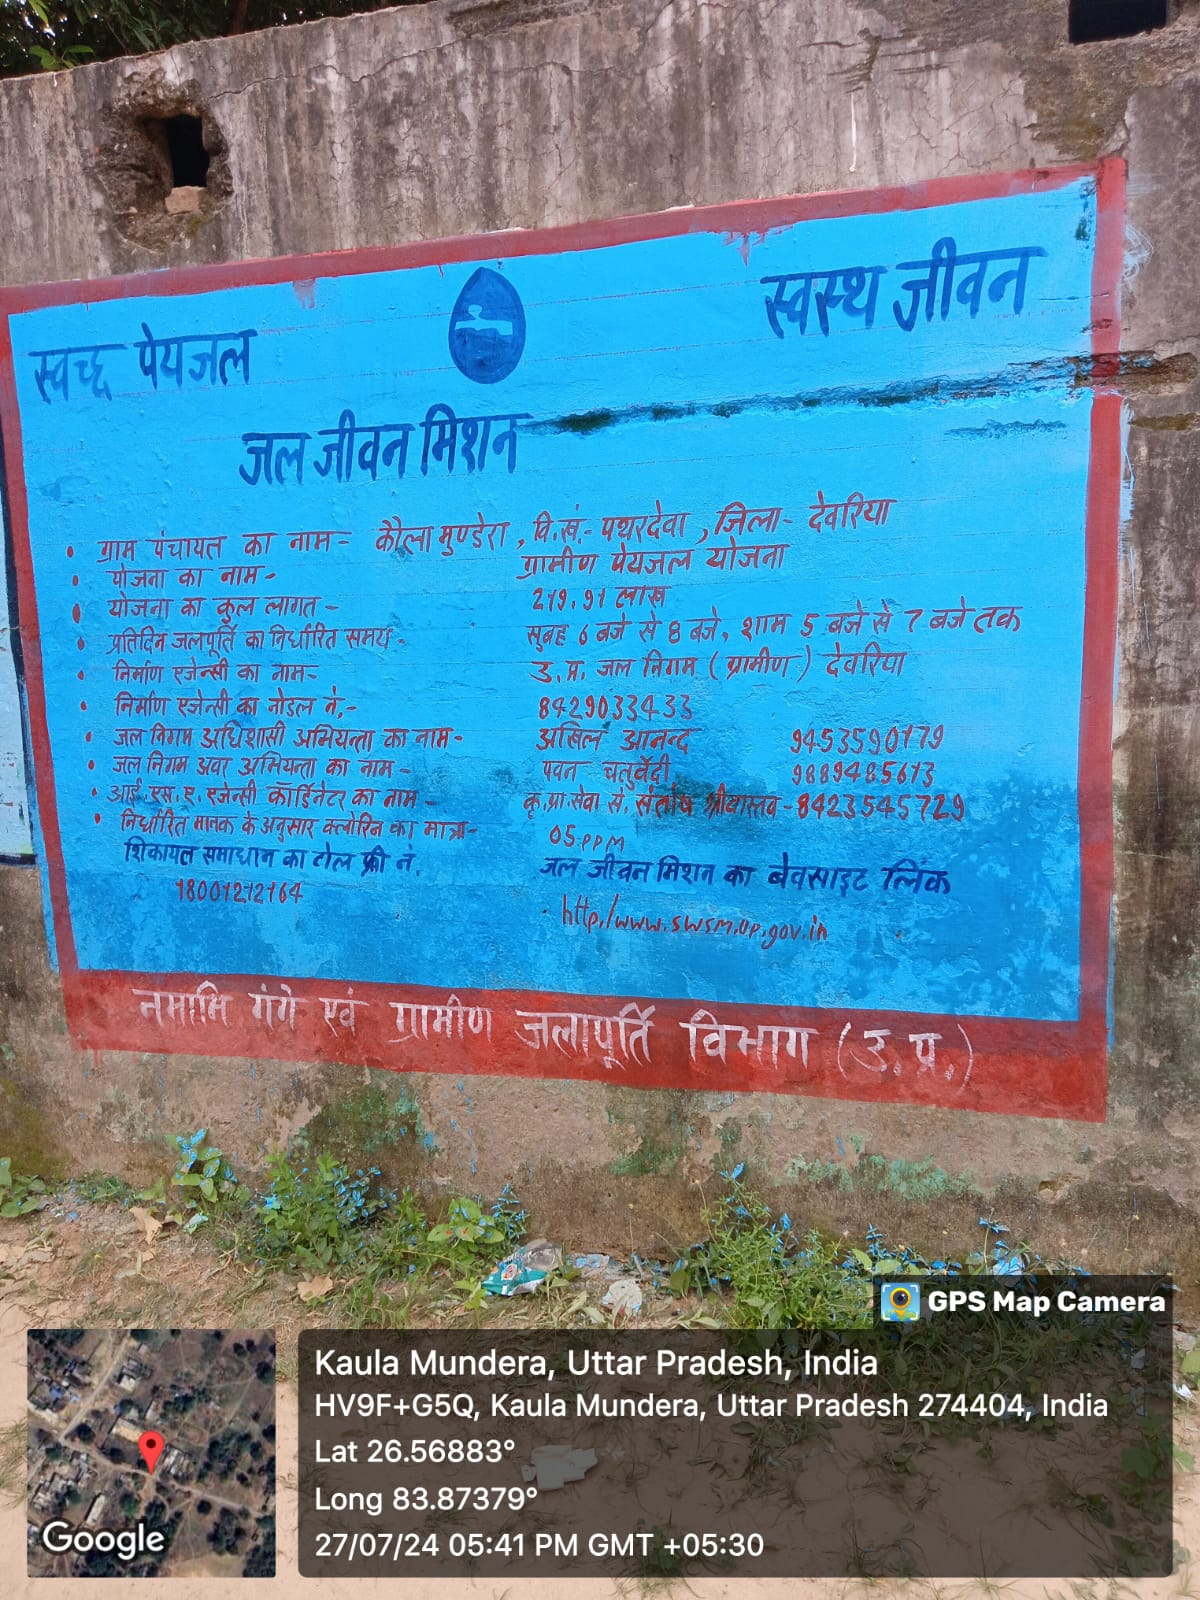 स्वच्छ पेयजल
स्वस्थ जीवन
जल जीवन मिशन
• ग्राम पंचायत का नाम- कौला मुण्डेरा, वि.खं.- पथरदेवा, जिला- देवरिया
• योजना का नाम- ग्रामीण पेयजल योजना
• योजना का कुल लागत- 219.91 लाख
• प्रतिदिन जलपूर्ति का निर्धारित समय- सुबह 6 बजे से 8 बजे, शाम 5 बजे से 7 बजे तक
• निर्माण एजेन्सी का नाम- उ.प्र. जल निगम (ग्रामीण) देवरिया
• निर्माण एजेन्सी का नोडल नं.- 8429033433
• जल निगम अधिशासी अभियन्ता का नाम- अखिल आनन्द 9453590179
• जल निगम अवर अभियन्ता का नाम- पवन चतुर्वेदी 9889485613
• आई.एस.ए. एजेन्सी कॉर्डिनेटर का नाम- कृ.प्रा.सेवा सं. संतोष श्रीवास्तव- 8423545729
• निर्धारित मानक के अनुसार क्लोरिन का मात्रा- 05 PPM
शिकायत समाधान का टोल फ्री नं. जल जीवन मिशन का वेवसाइट लिंक
18001212164 http./www.swsm.up.gov.in
नमामि गंगे एवं ग्रामीण जलापूर्ति विभाग (उ.प्र.)
GPS Map Camera
Kaula Mundera, Uttar Pradesh, India
HV9F+G5Q, Kaula Mundera, Uttar Pradesh 274404, India
Lat 26.56883°
Long 83.87379°
27/07/24 05:41 PM GMT +05:30
Google